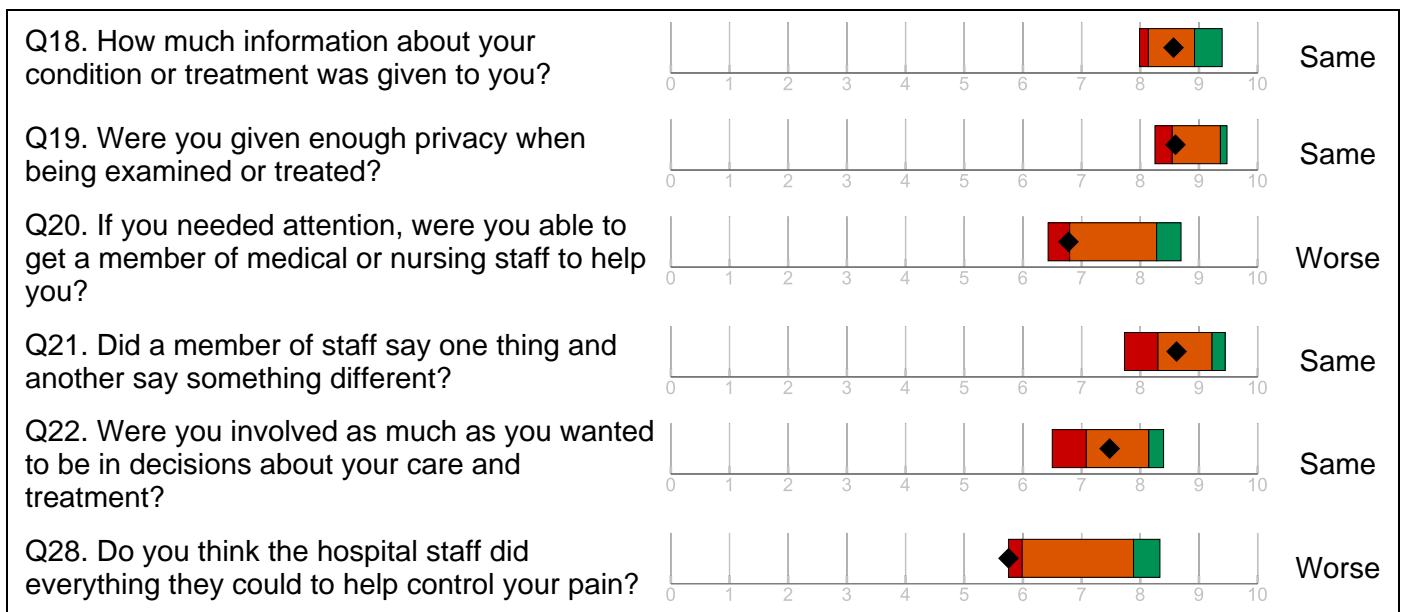 Q18. How much information about your
condition or treatment was given to you?
0 1 2 3 4 5 6 7 8 9 10
Same
Q19. Were you given enough privacy when
being examined or treated?
0 1 2 3 4 5 6 7 8 9 10
Same
Q20. If you needed attention, were you able to
get a member of medical or nursing staff to help
you?
0 1 2 3 4 5 6 7 8 9 10
Worse
Q21. Did a member of staff say one thing and
another say something different?
0 1 2 3 4 5 6 7 8 9 10
Same
Q22. Were you involved as much as you wanted
to be in decisions about your care and
treatment?
0 1 2 3 4 5 6 7 8 9 10
Same
Q28. Do you think the hospital staff did
everything they could to help control your pain?
0 1 2 3 4 5 6 7 8 9 10
Worse